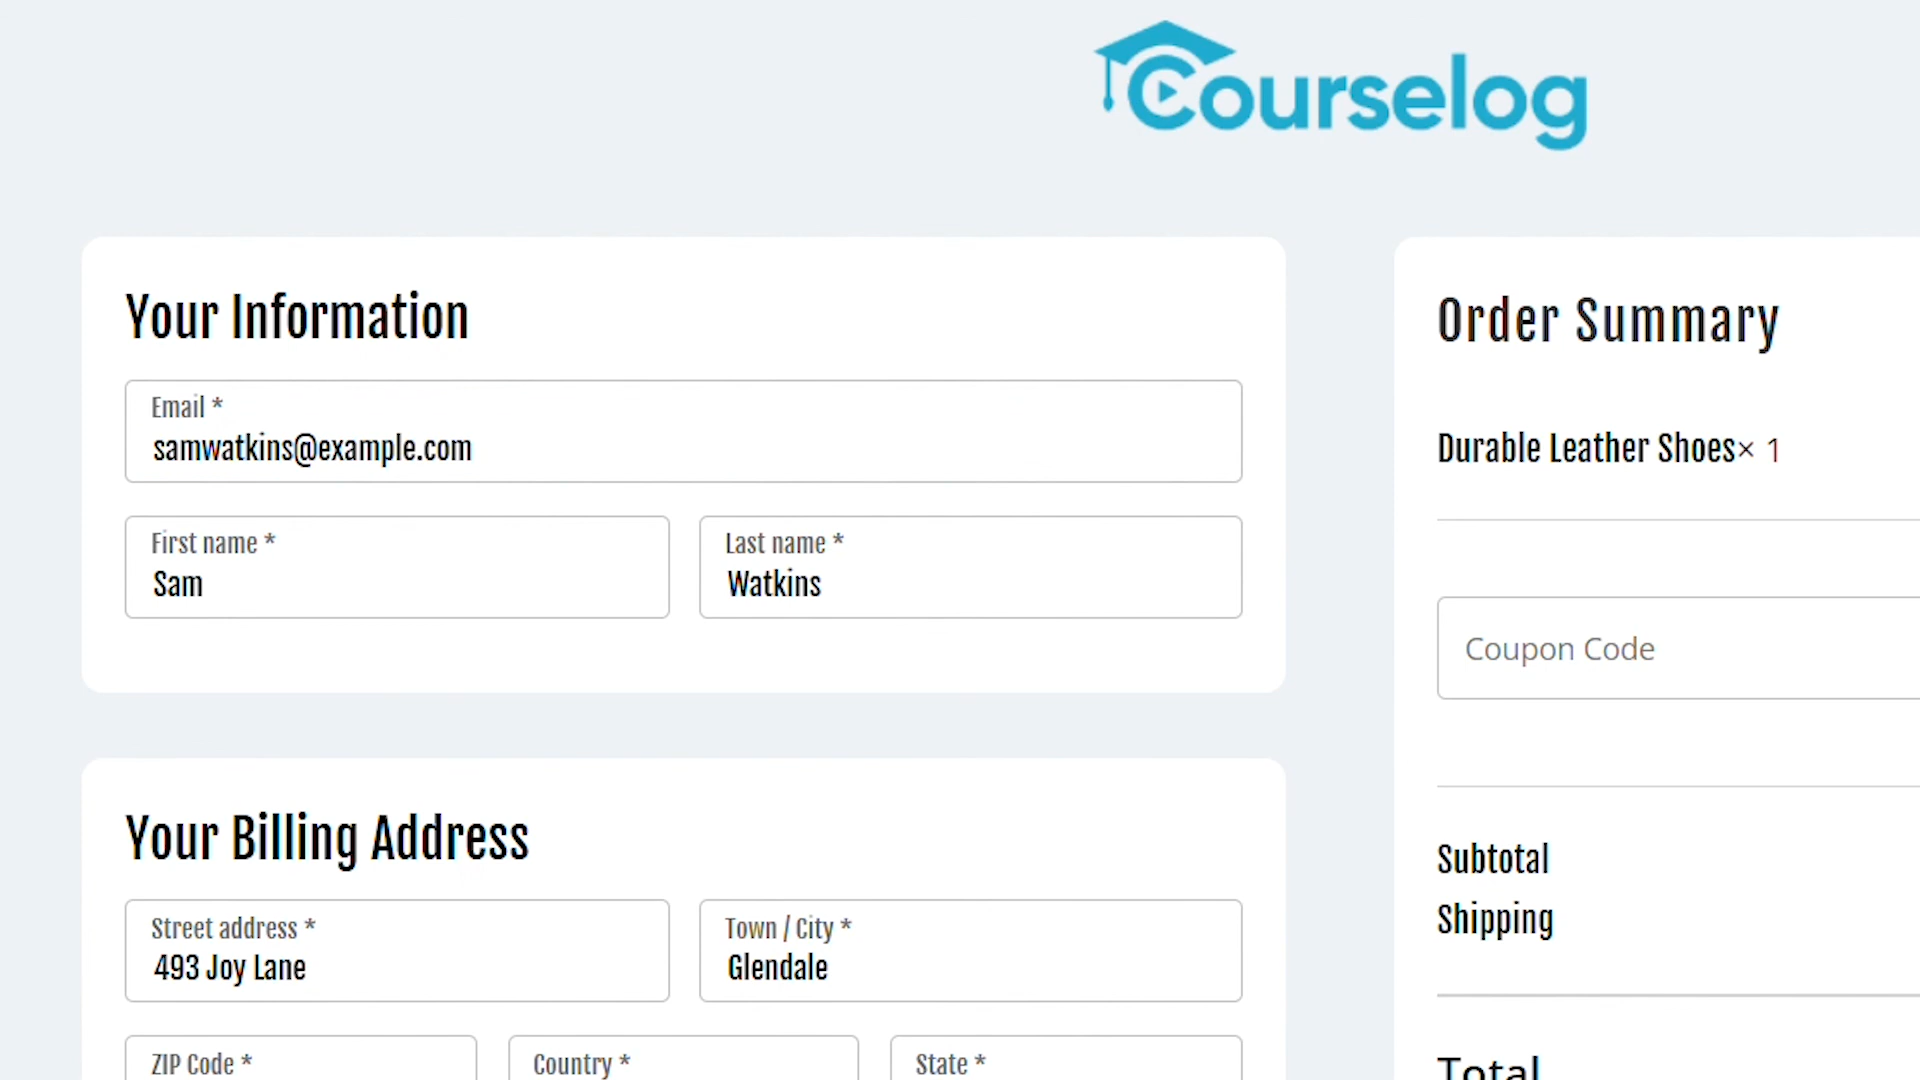 Courselog
Your Information
Email *
samwatkins@example.com
First name *
Sam
Last name *
Watkins
Your Billing Address
Street address *
493 Joy Lane
Town / City *
Glendale
ZIP Code *
Country *
State *
Order Summary
Durable Leather Shoes× 1
Coupon Code
Subtotal
Shipping
Total